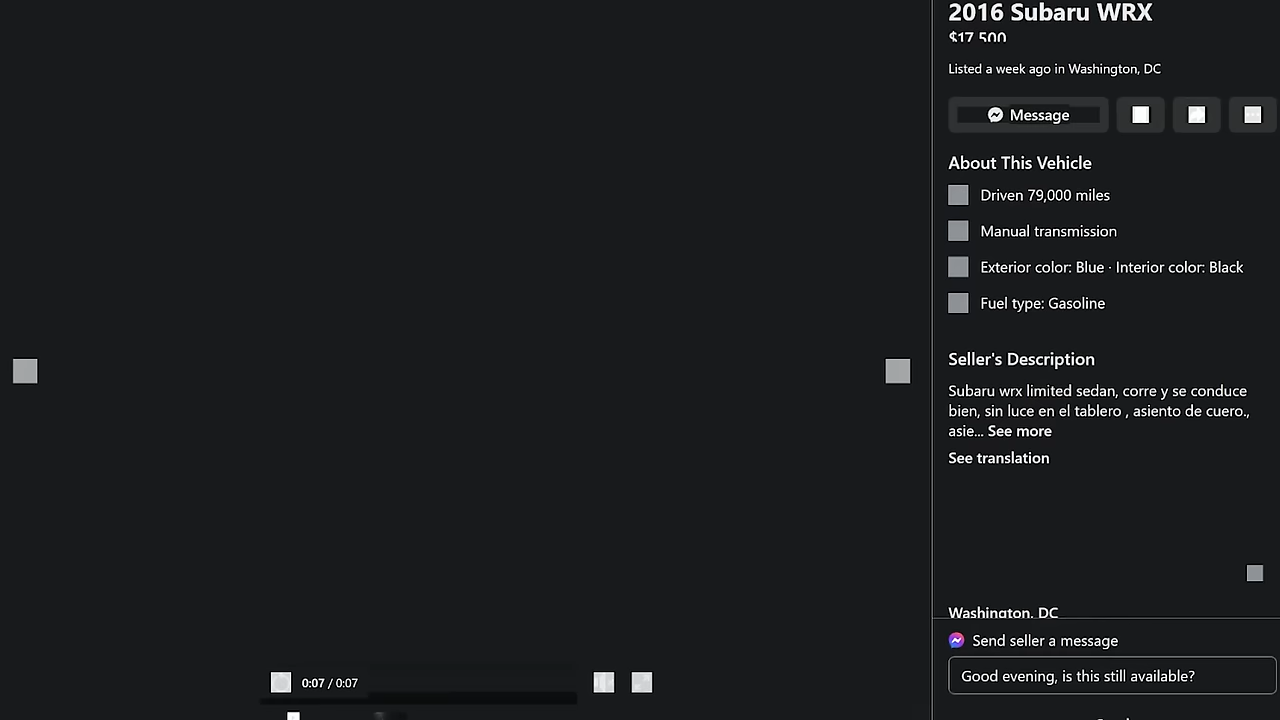 2016 Subaru WRX
$17,500
Listed a week ago in Washington, DC
Message
About This Vehicle
Driven 79,000 miles
Manual transmission
Exterior color: Blue · Interior color: Black
Fuel type: Gasoline
Seller's Description
Subaru wrx limited sedan, corre y se conduce
bien, sin luce en el tablero , asiento de cuero.,
asie... See more
See translation
Washington, DC
Send seller a message
Good evening, is this still available?
0:07 / 0:07